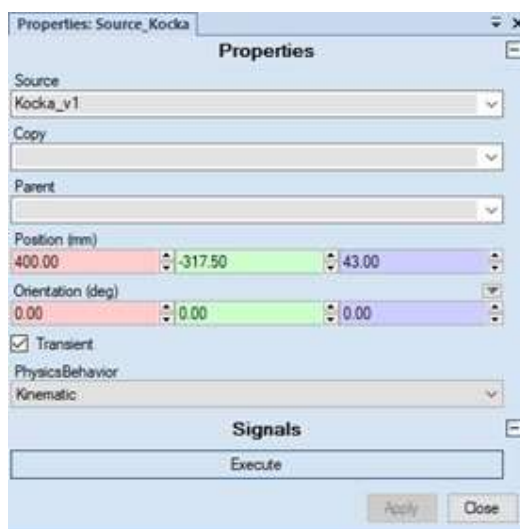 Properties: Source_Kocka
Properties
Source
Kocka_v1
Copy
Parent
Position (mm)
400.00 -317.50 43.00
Orientation (deg)
0.00 0.00 0.00
Transient
PhysicsBehavior
Kinematic
Signals
Execute
Apply Close